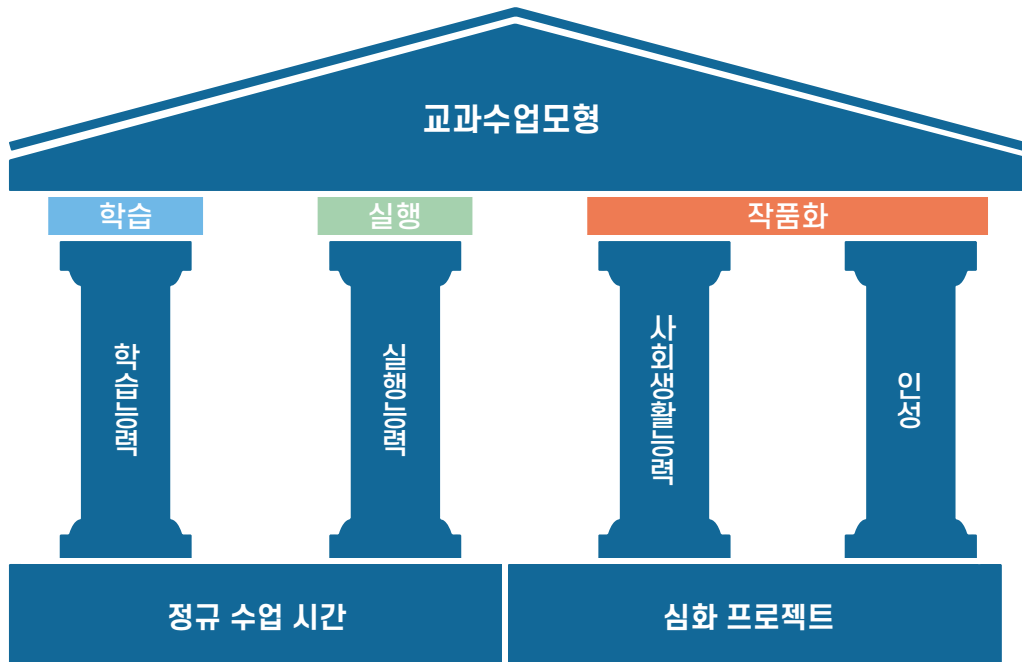 교과수업모형
학습
실행
작품화
학습능력
실행능력
사회생활능력
인성
정규 수업 시간
심화 프로젝트